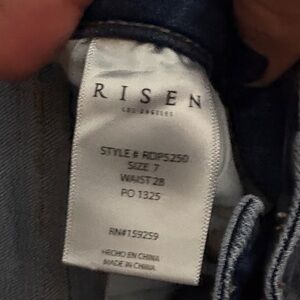 RISEN
LOS ANGELES
STYLE # RDP5250
SIZE 7
WAIST 28
PO 1325
RN#159259
HECHO EN CHINA
MADE IN CHINA